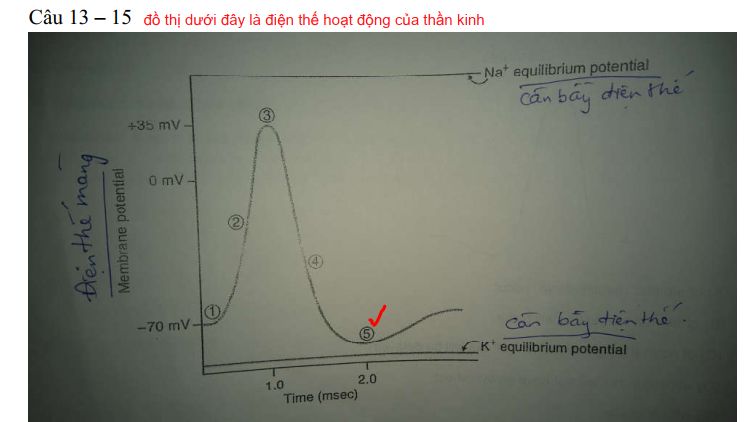 Câu 13 – 15 đồ thị dưới đây là điện thế hoạt động của thần kinh
Na⁺ equilibrium potential
cân bẫy điện thế
+35 mV
③
0 mV
②
Điện thế màng
Membrane potential
④
①
-70 mV
⑤
cân bẫy điện thế.
K⁺ equilibrium potential
1.0
2.0
Time (msec)